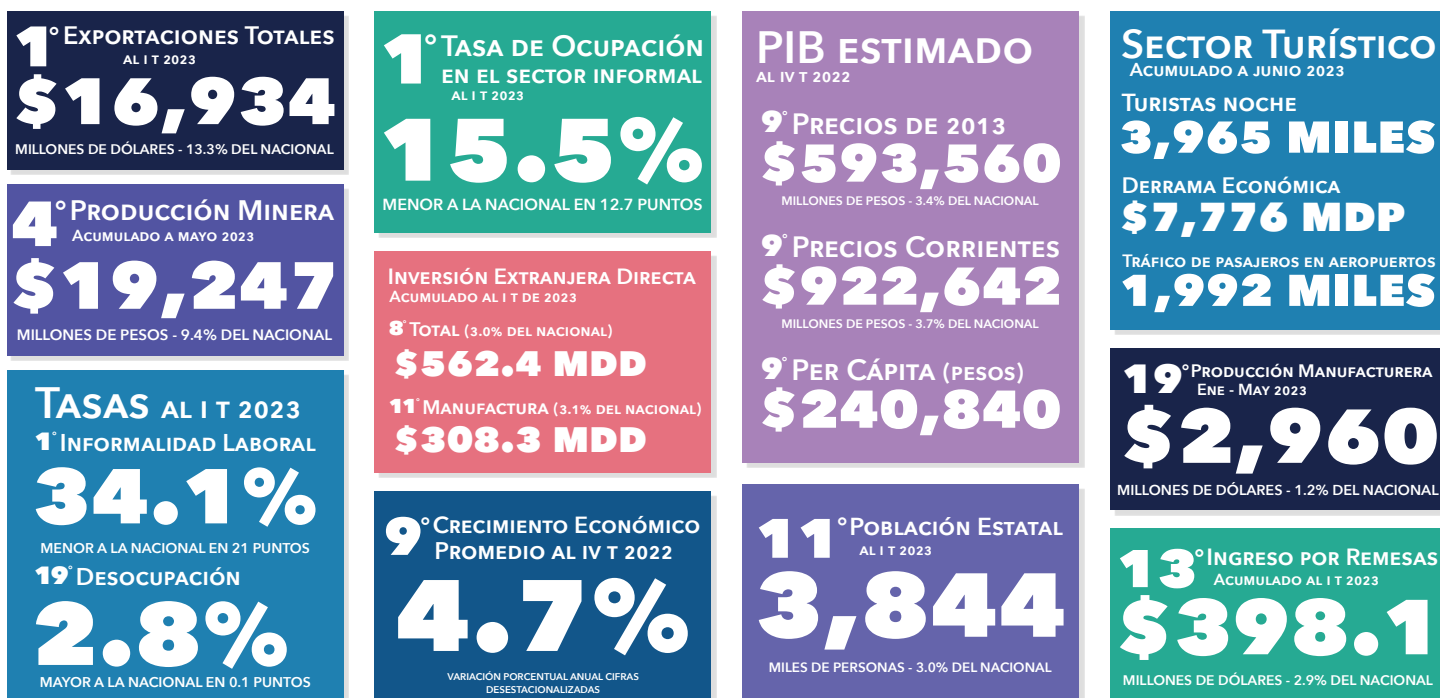 1° Exportaciones Totales
al I T 2023
$16,934
MILLONES DE DÓLARES - 13.3% DEL NACIONAL
4° Producción Minera
Acumulado a mayo 2023
$19,247
MILLONES DE PESOS - 9.4% DEL NACIONAL
Tasas al I T 2023
1° Informalidad Laboral
34.1%
MENOR A LA NACIONAL EN 21 PUNTOS
19° Desocupación
2.8%
MAYOR A LA NACIONAL EN 0.1 PUNTOS
1° Tasa de Ocupación
en el sector informal
al I T 2023
15.5%
MENOR A LA NACIONAL EN 12.7 PUNTOS
Inversión Extranjera Directa
Acumulado al I T de 2023
8° Total (3.0% del nacional)
$562.4 MDD
11° Manufactura (3.1% del nacional)
$308.3 MDD
9° Crecimiento Económico
Promedio al IV T 2022
4.7%
VARIACIÓN PORCENTUAL ANUAL CIFRAS
DESESTACIONALIZADAS
PIB estimado
al IV T 2022
9° Precios de 2013
$593,560
MILLONES DE PESOS - 3.4% DEL NACIONAL
9° Precios Corrientes
$922,642
MILLONES DE PESOS - 3.7% DEL NACIONAL
9° Per Cápita (pesos)
$240,840
11° Población Estatal
al I T 2023
3,844
MILES DE PERSONAS - 3.0% DEL NACIONAL
Sector Turístico
Acumulado a junio 2023
Turistas noche
3,965 MILES
Derrama Económica
$7,776 MDP
Tráfico de pasajeros en aeropuertos
1,992 MILES
19° Producción Manufacturera
Ene - May 2023
$2,960
MILLONES DE DÓLARES - 1.2% DEL NACIONAL
13° Ingreso por Remesas
Acumulado al I T 2023
$398.1
MILLONES DE DÓLARES - 2.9% DEL NACIONAL